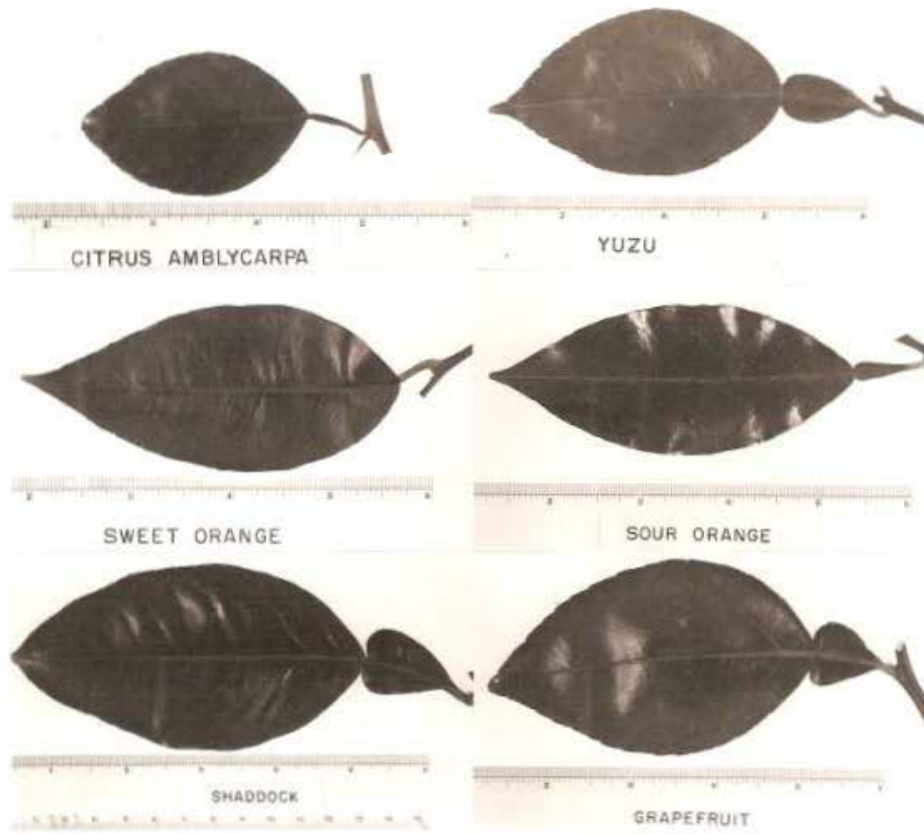 CITRUS AMBLYCARPA
YUZU
SWEET ORANGE
SOUR ORANGE
SHADDOCK
GRAPEFRUIT